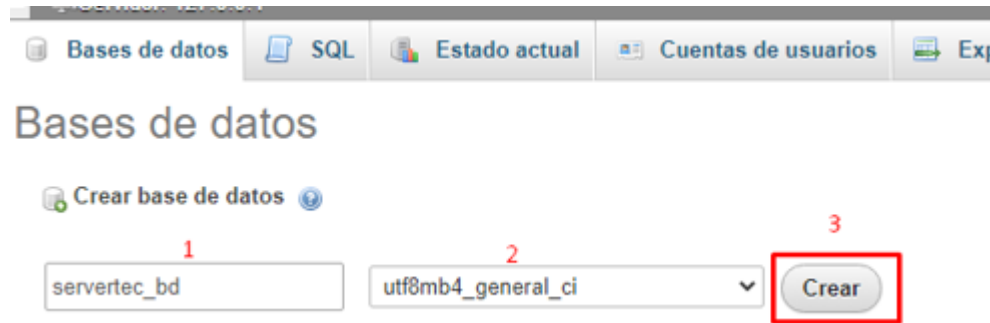 Bases de datos SQL Estado actual Cuentas de usuarios Exp
Bases de datos
Crear base de datos
3
1 2
servertec_bd utf8mb4_general_ci Crear